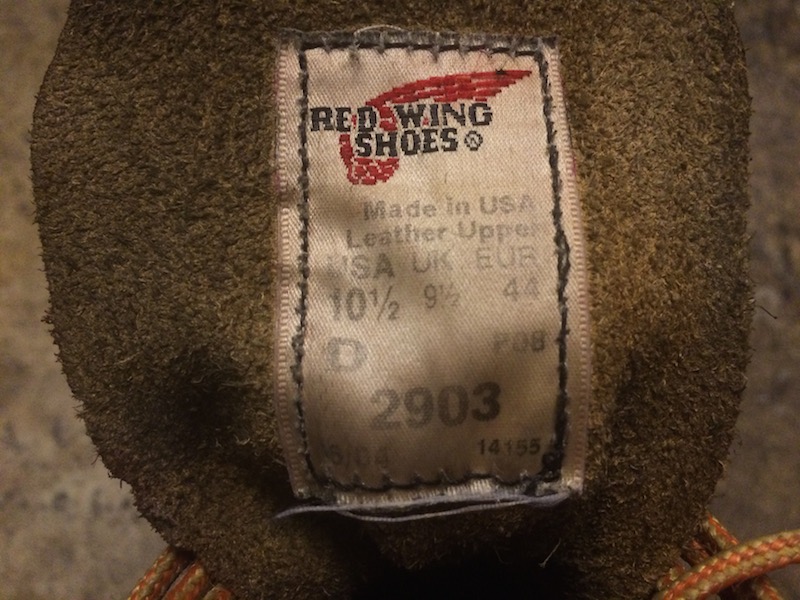 RED WING
SHOES®
Made in USA
Leather Upper
USA UK EUR
10½ 9½ 44
D
2903
14155